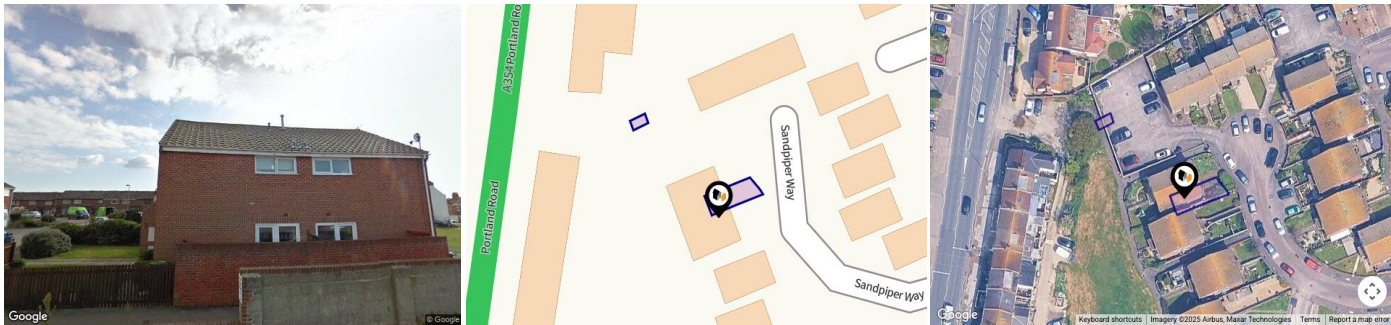 Google
© Google
A354 Portland Road
Portland Road
Sandpiper Way
Sandpiper Way
Google
Keyboard shortcuts
Imagery ©2025 Airbus, Maxar Technologies
Terms
Report a map error